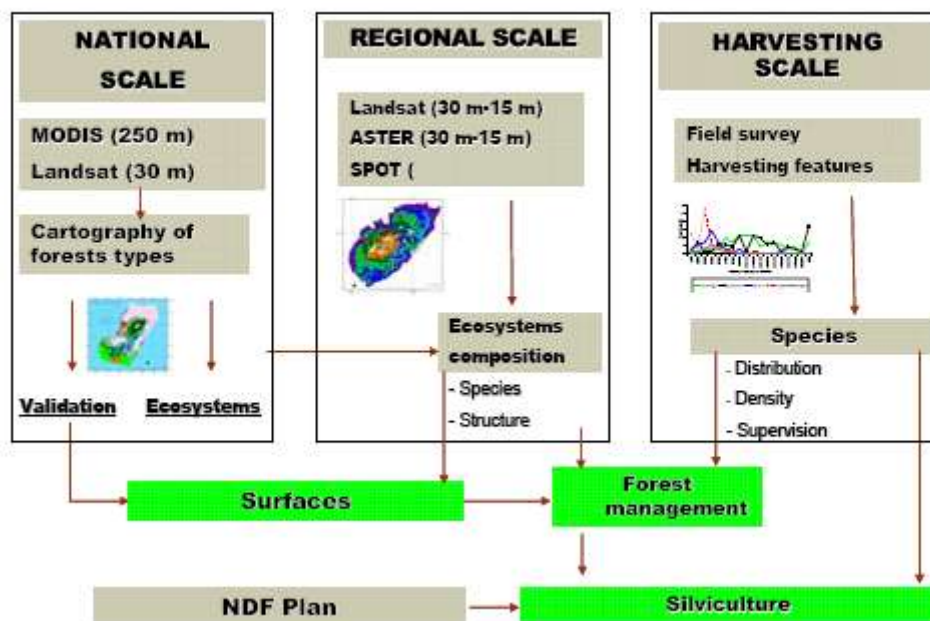 NATIONAL
SCALE
MODIS (250 m)
Landsat (30 m)
Cartography of
forests types
Validation
Ecosystems
REGIONAL SCALE
Landsat (30 m-15 m)
ASTER (30 m-15 m)
SPOT (
Ecosystems
composition
- Species
- Structure
HARVESTING
SCALE
Field survey
Harvesting features
Species
- Distribution
- Density
- Supervision
Surfaces
Forest
management
NDF Plan
Silviculture